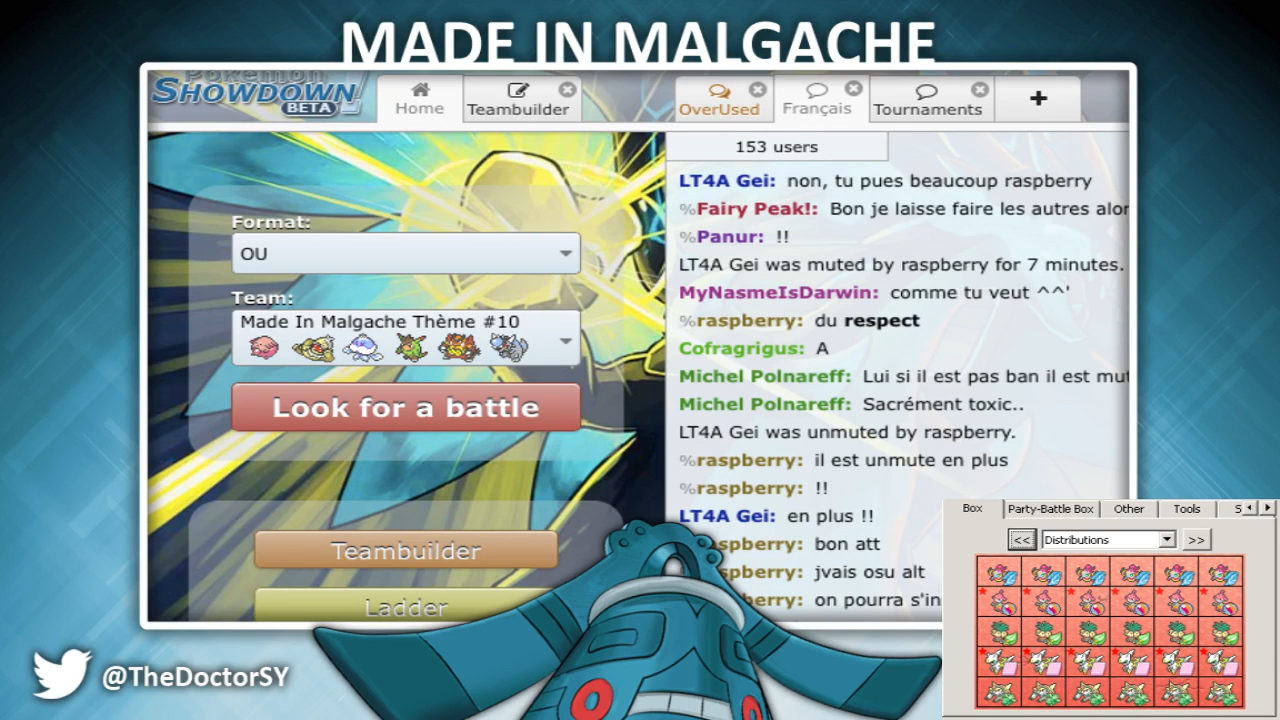 MADE IN MALGACHE
Pokémon
SHOWDOWN
BETA
Home
Teambuilder
OverUsed
Français
Tournaments
+
Format:
OU
Team:
Made In Malgache Thème #10
Look for a battle
Teambuilder
Ladder
153 users
LT4A Gei: non, tu pues beaucoup raspberry
%Fairy Peak!: Bon je laisse faire les autres alor
%Panur: !!
LT4A Gei was muted by raspberry for 7 minutes.
MyNasmeIsDarwin: comme tu veut ^^'
%raspberry: du respect
Cofragrigus: A
Michel Polnareff: Lui si il est pas ban il est mut
Michel Polnareff: Sacrément toxic..
LT4A Gei was unmuted by raspberry.
%raspberry: il est unmute en plus
%raspberry: !!
LT4A Gei: en plus !!
spberry: bon att
spberry: jvais osu alt
berry: on pourra s'in
Box Party-Battle Box Other Tools S
<< Distributions >>
@TheDoctorSY